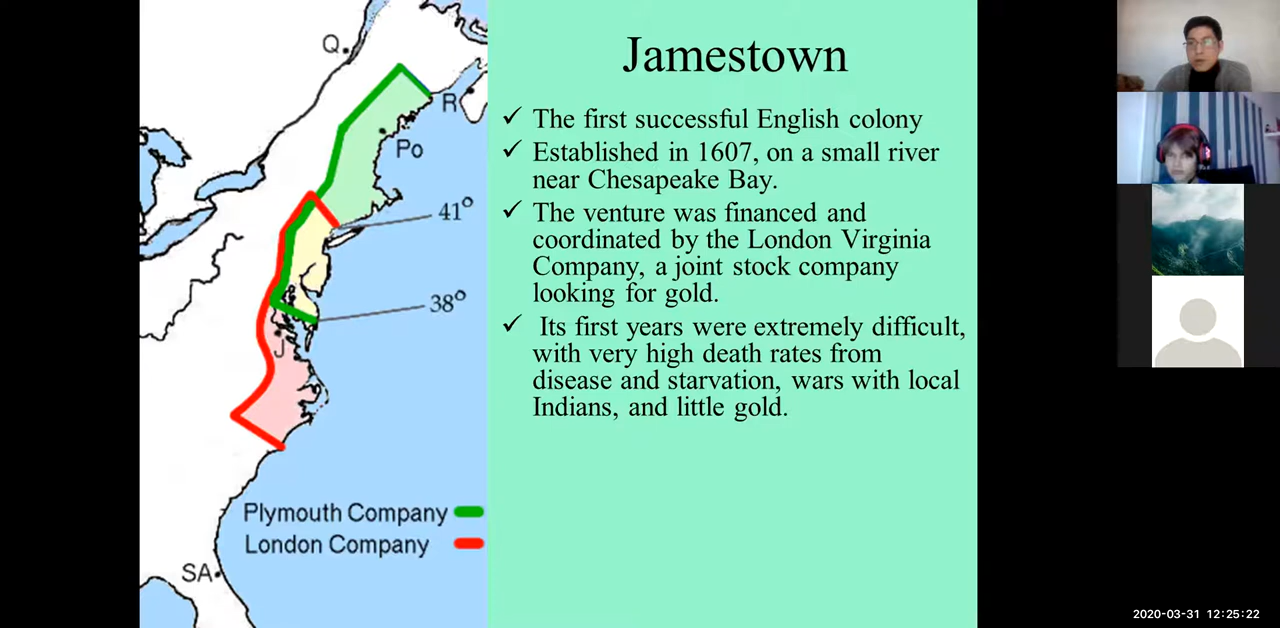 Q.
R
Po
41°
38°
J
Plymouth Company
London Company
SA
Jamestown
✓ The first successful English colony
✓ Established in 1607, on a small river
near Chesapeake Bay.
✓ The venture was financed and
coordinated by the London Virginia
Company, a joint stock company
looking for gold.
✓ Its first years were extremely difficult,
with very high death rates from
disease and starvation, wars with local
Indians, and little gold.
2020-03-31 12:25:22